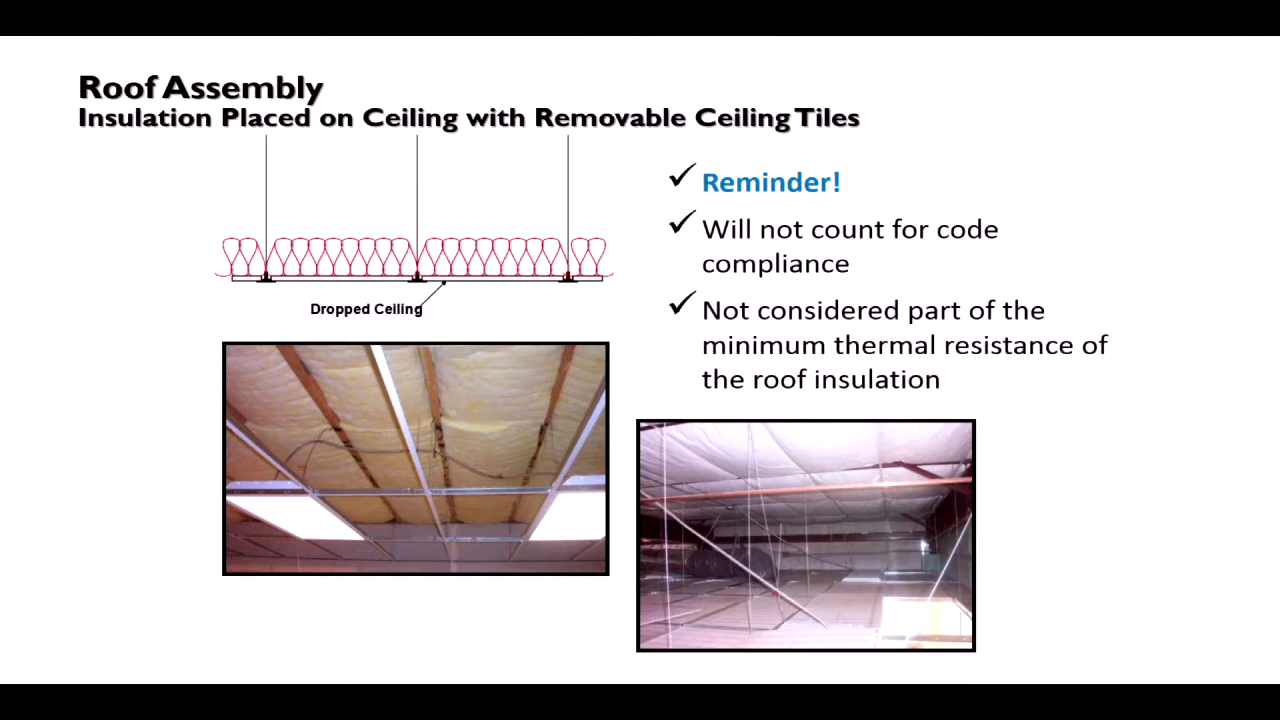 Roof Assembly
Insulation Placed on Ceiling with Removable Ceiling Tiles
Dropped Ceiling
✓ Reminder!
✓ Will not count for code
compliance
✓ Not considered part of the
minimum thermal resistance of
the roof insulation